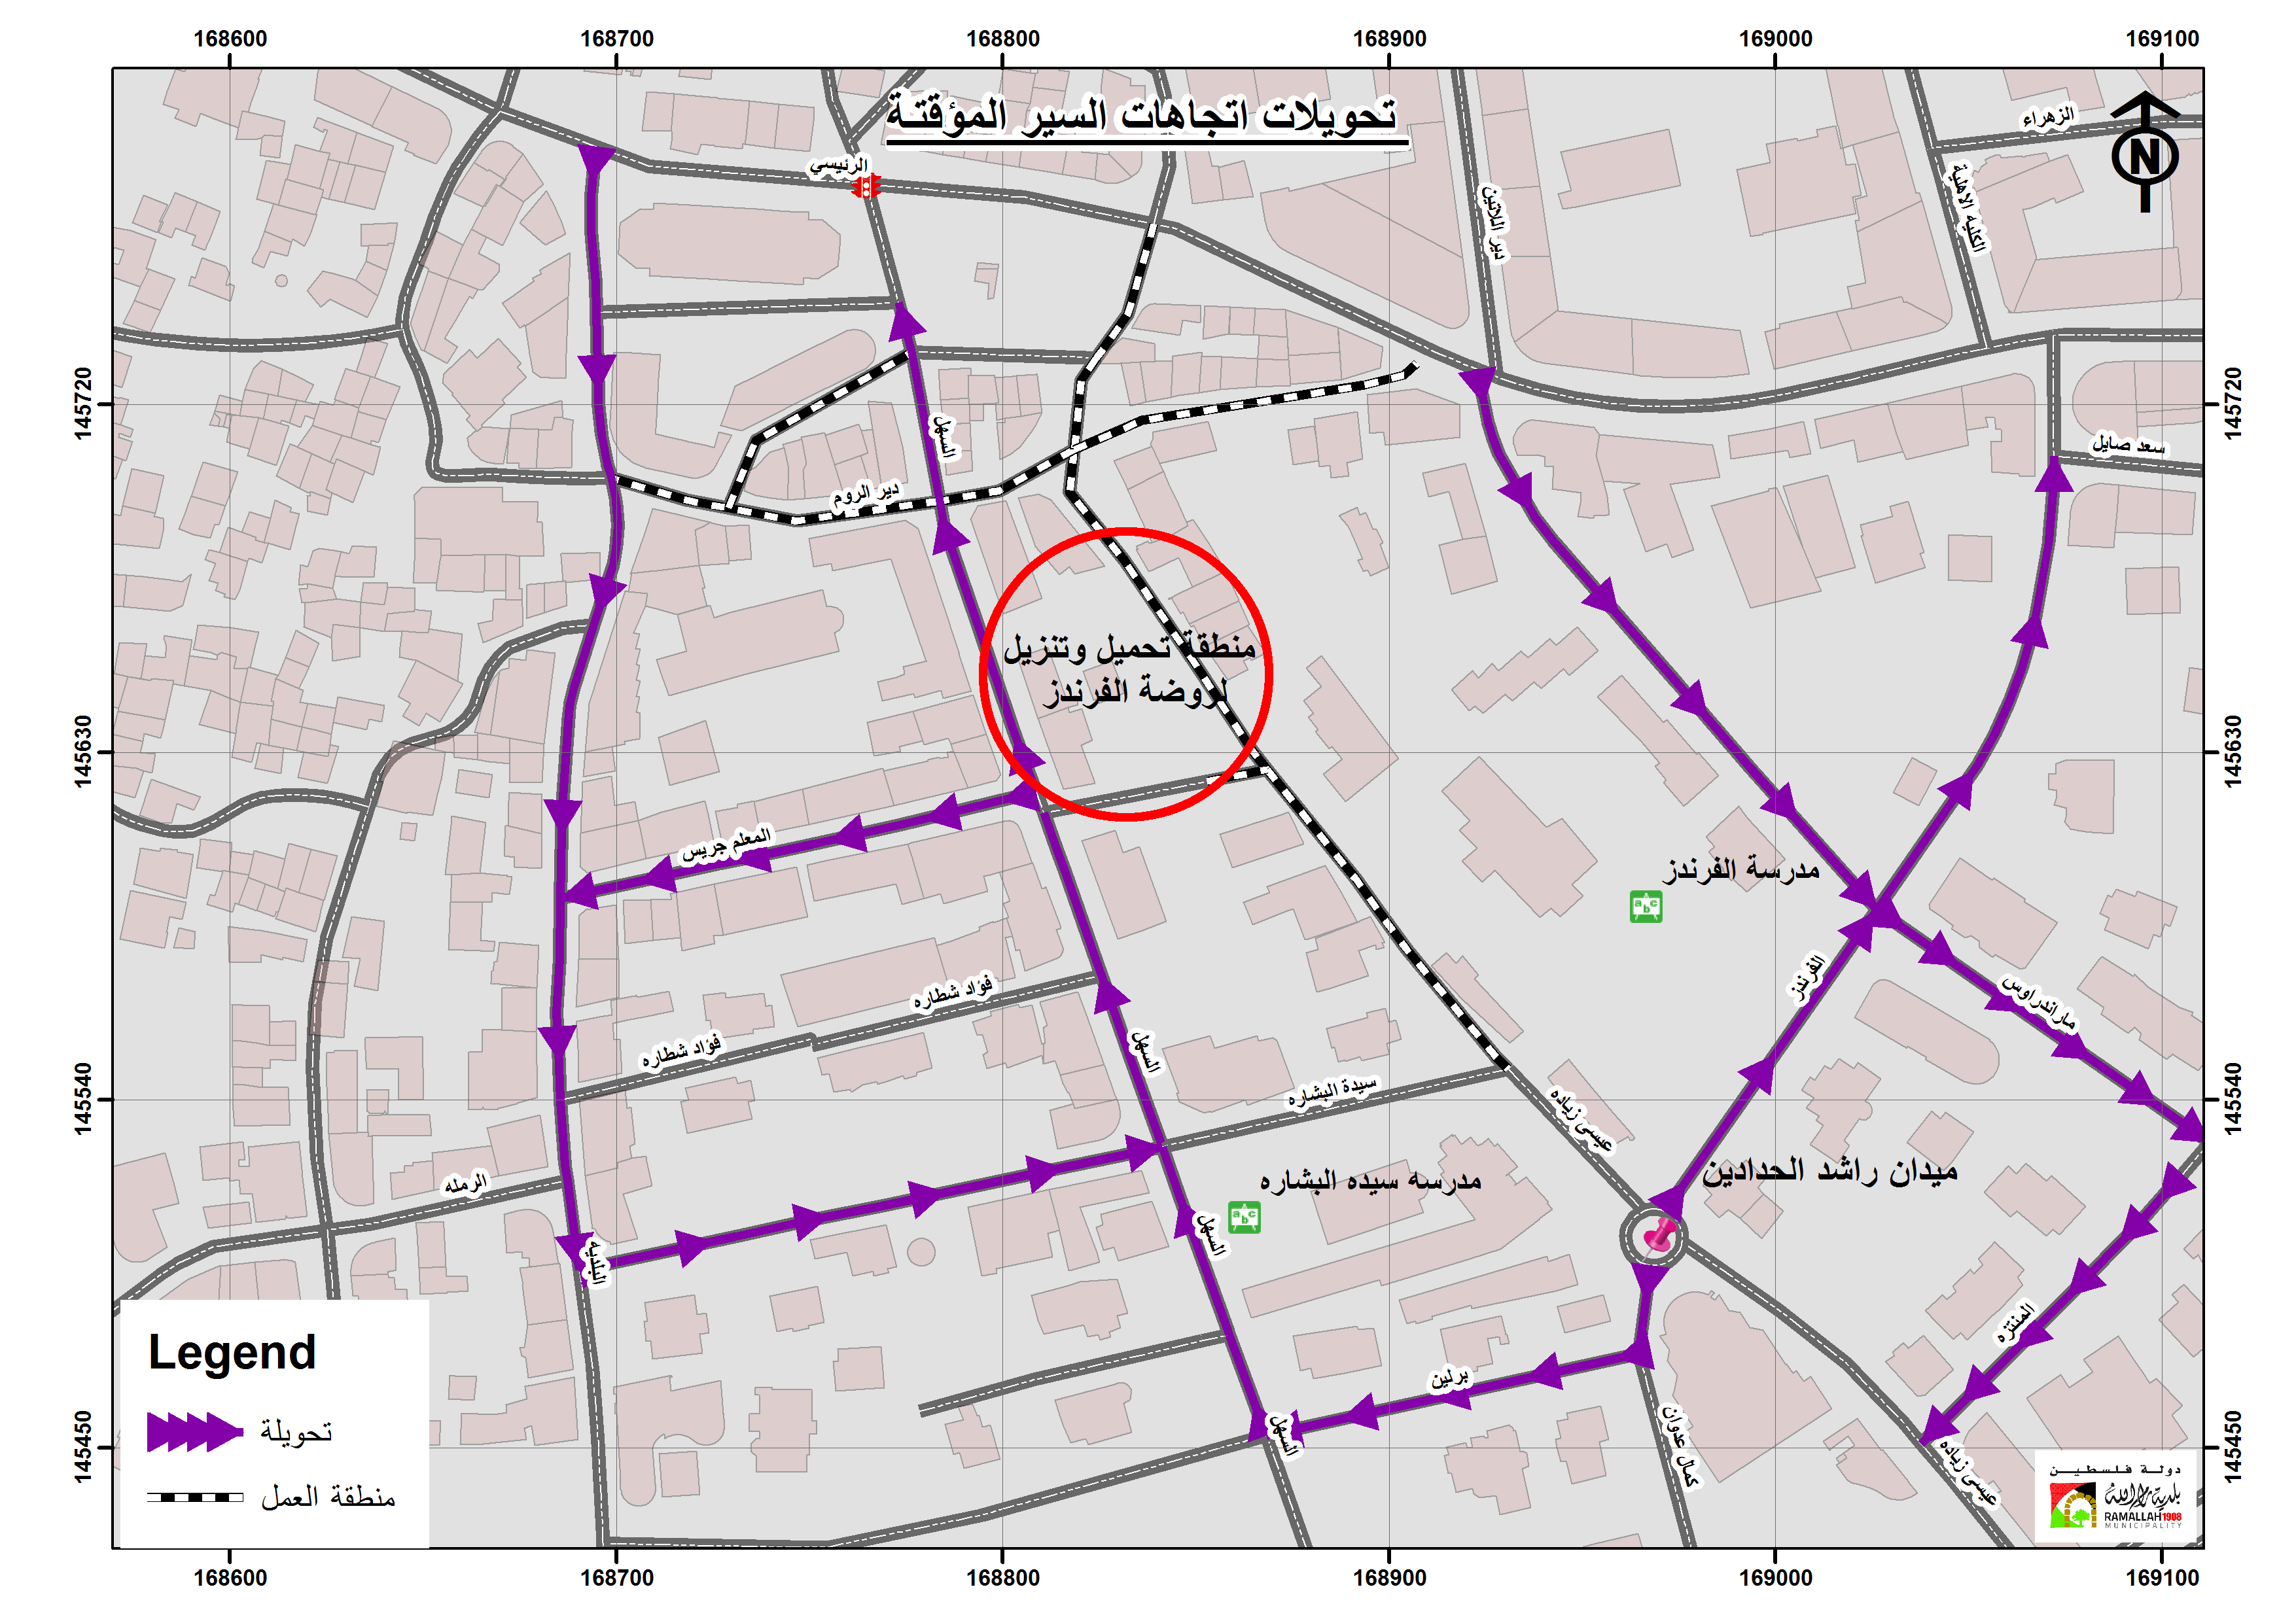 168600 168700 168800 168900 169000 169100
تحويلات اتجاهات السير المؤقتة
الزهراء
N
الرئيسي
الكلية الاهلية
دير اللاتين
145720
145720
السهل
سعد صايل
دير الروم
منطقة تحميل وتنزيل
لروضة الفرندز
145630
145630
المعلم جريس
مدرسة الفرندز
abc
الفرندز
فؤاد شطاره
ماراندراوس
فؤاد شطاره
السهل
145540
145540
سيدة البشاره
عيسى زياده
ميدان راشد الحدادين
مدرسه سيده البشاره
abc
الرمله
السهل
البلديه
المنتزه
Legend
برلين
تحويلة
السهل
كمال عدوان
عيسى زياده
145450
145450
منطقة العمل
دولة فلسطين
بلدية رام الله
RAMALLAH1908
MUNICIPALITY
168600 168700 168800 168900 169000 169100